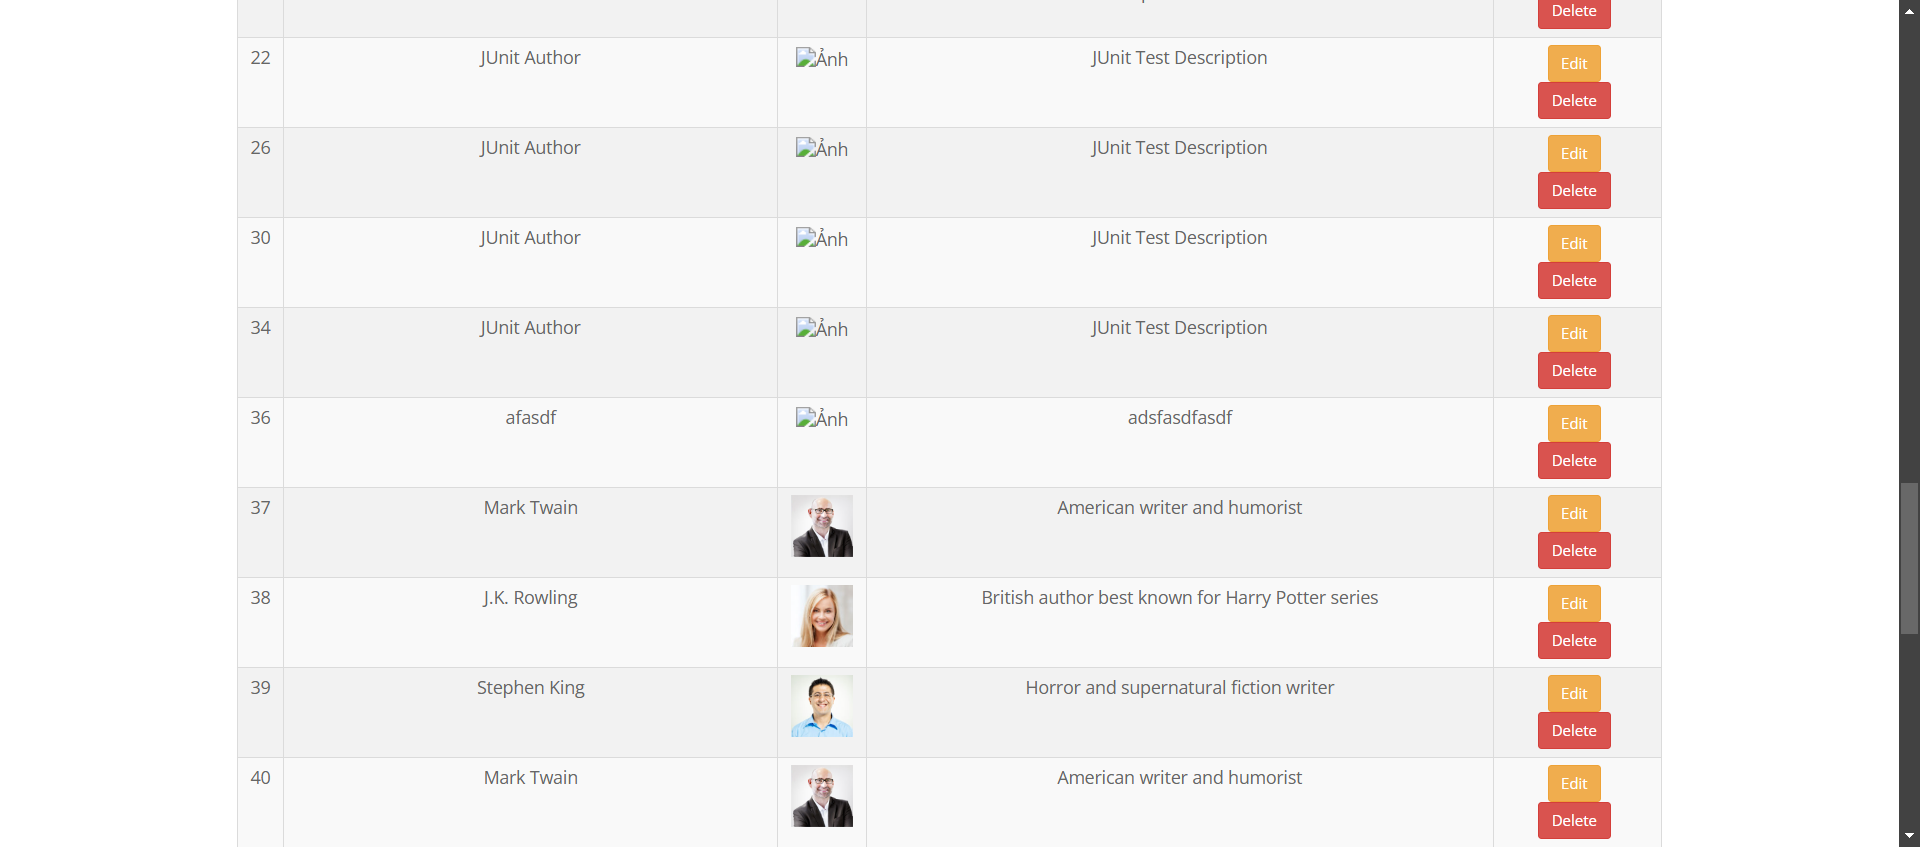 Delete
22 JUnit Author Ảnh JUnit Test Description Edit
Delete
26 JUnit Author Ảnh JUnit Test Description Edit
Delete
30 JUnit Author Ảnh JUnit Test Description Edit
Delete
34 JUnit Author Ảnh JUnit Test Description Edit
Delete
36 afasdf Ảnh adsfasdfasdf Edit
Delete
37 Mark Twain American writer and humorist Edit
Delete
38 J.K. Rowling British author best known for Harry Potter series Edit
Delete
39 Stephen King Horror and supernatural fiction writer Edit
Delete
40 Mark Twain American writer and humorist Edit
Delete